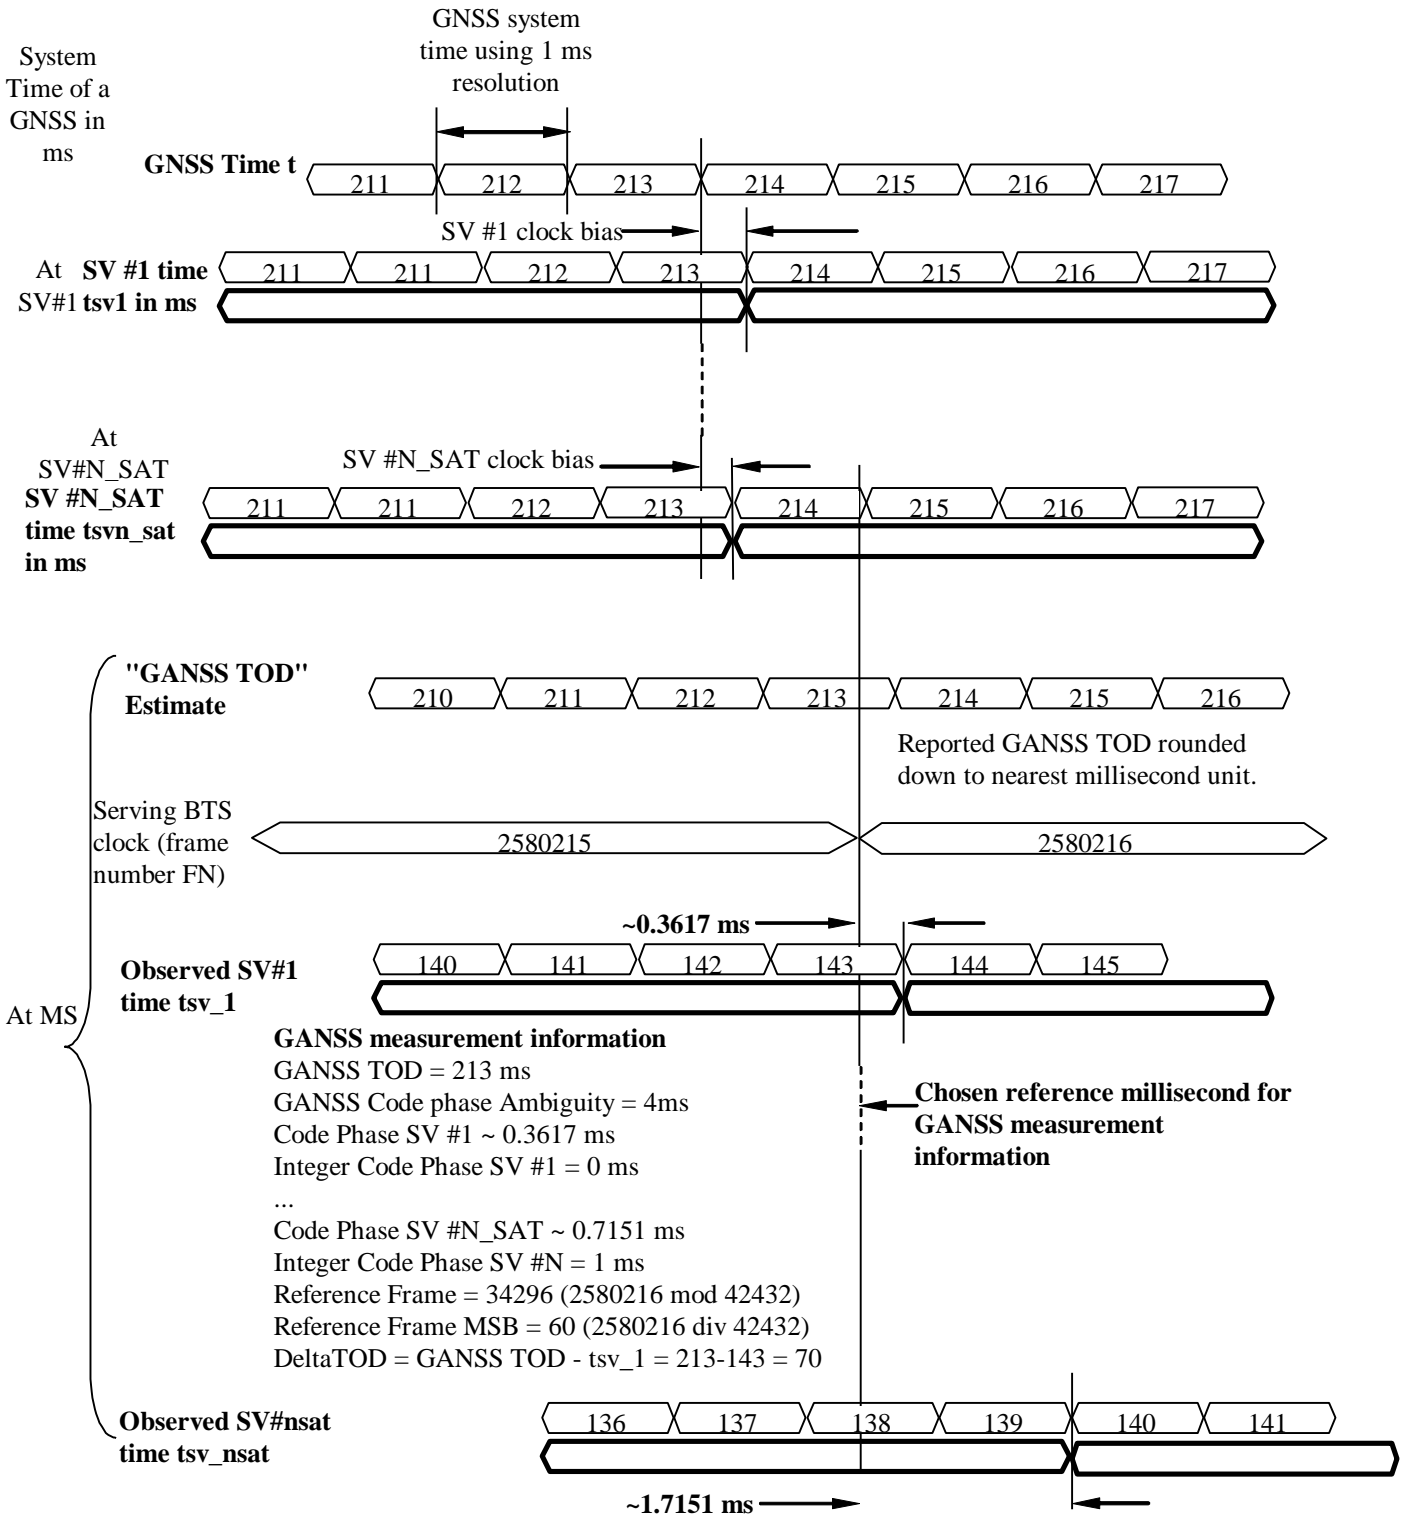 GNSS system
time using 1 ms
resolution
System
Time of a
GNSS in
ms
GNSS Time t
211 212 213 214 215 216 217
SV #1 clock bias
At SV #1 time
SV#1 tsv1 in ms
211 211 212 213 214 215 216 217
At
SV#N_SAT
SV #N_SAT clock bias
SV #N_SAT
time tsvn_sat
in ms
211 211 212 213 214 215 216 217
"GANSS TOD"
Estimate
210 211 212 213 214 215 216
Reported GANSS TOD rounded
down to nearest millisecond unit.
Serving BTS
clock (frame
number FN)
2580215 2580216
~0.3617 ms
Observed SV#1
time tsv_1
140 141 142 143 144 145
At MS
GANSS measurement information
GANSS TOD = 213 ms
GANSS Code phase Ambiguity = 4ms
Code Phase SV #1 ~ 0.3617 ms
Integer Code Phase SV #1 = 0 ms
...
Code Phase SV #N_SAT ~ 0.7151 ms
Integer Code Phase SV #N = 1 ms
Reference Frame = 34296 (2580216 mod 42432)
Reference Frame MSB = 60 (2580216 div 42432)
DeltaTOD = GANSS TOD - tsv_1 = 213-143 = 70
Chosen reference millisecond for
GANSS measurement
information
Observed SV#nsat
time tsv_nsat
136 137 138 139 140 141
~1.7151 ms